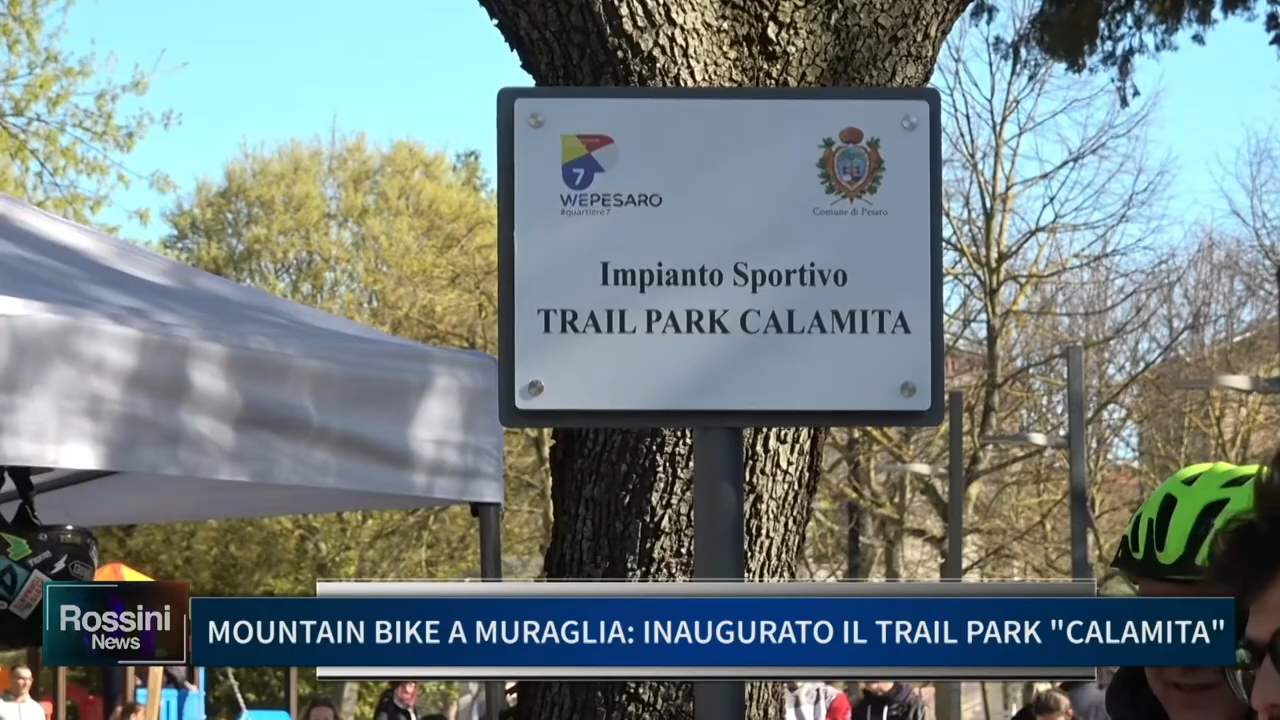 7
WEPESARO
#quartiere7
Comune di Pesaro
Impianto Sportivo
TRAIL PARK CALAMITA
Rossini
News
MOUNTAIN BIKE A MURAGLIA: INAUGURATO IL TRAIL PARK "CALAMITA"